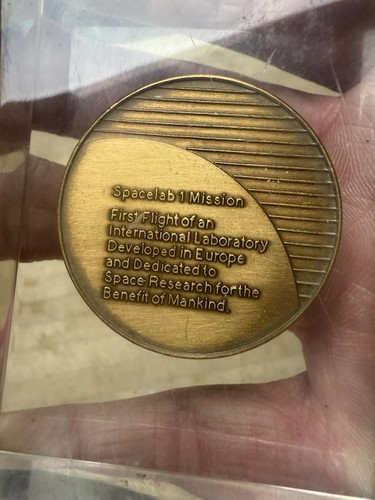 Spacelab 1 Mission
First Flight of an
International Laboratory
Developed in Europe
and Dedicated to
Space Research for the
Benefit of Mankind.